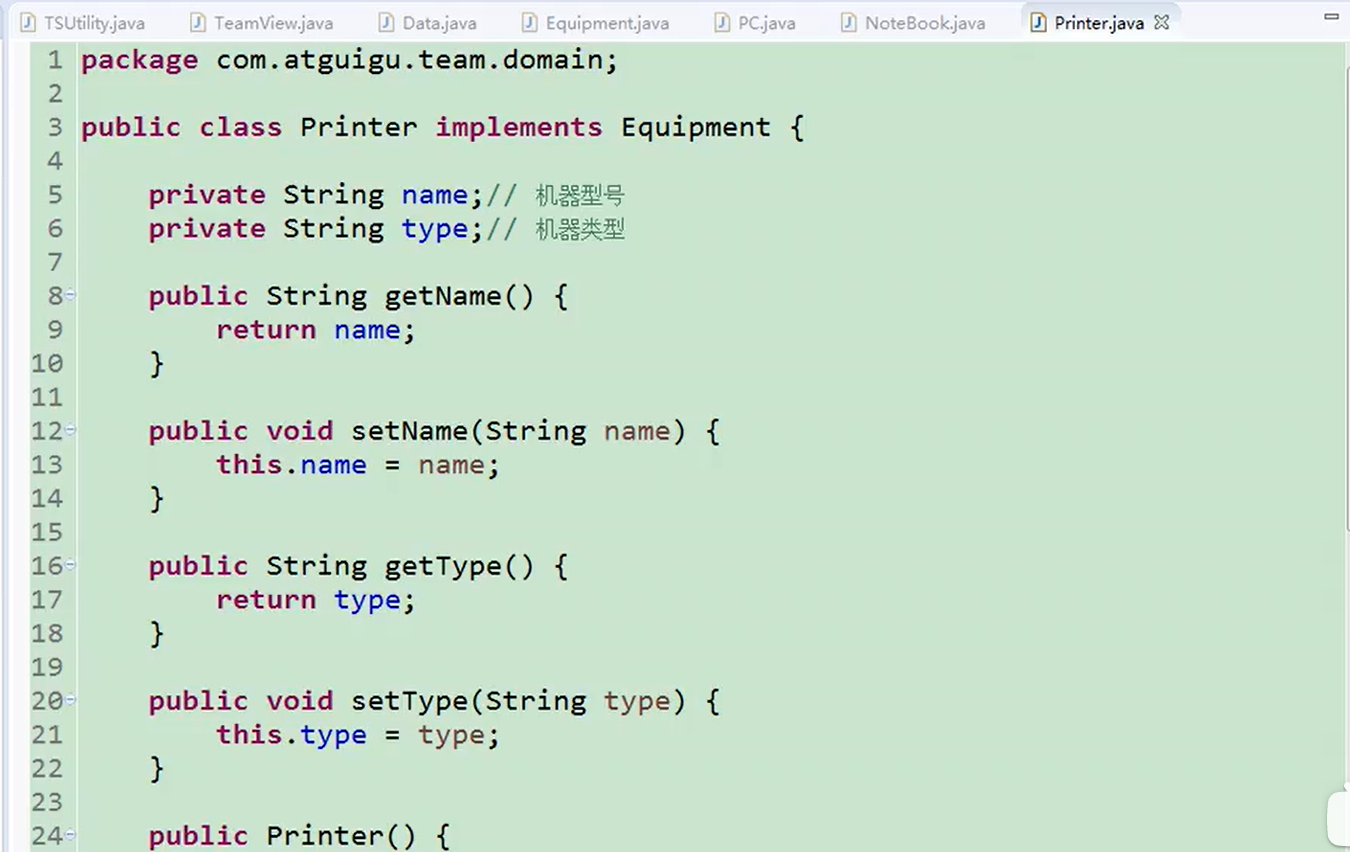 TSUtility.java TeamView.java Data.java Equipment.java PC.java NoteBook.java Printer.java
1 package com.atguigu.team.domain;
2
3 public class Printer implements Equipment {
4
5 private String name;// 机器型号
6 private String type;// 机器类型
7
8 public String getName() {
9 return name;
10 }
11
12 public void setName(String name) {
13 this.name = name;
14 }
15
16 public String getType() {
17 return type;
18 }
19
20 public void setType(String type) {
21 this.type = type;
22 }
23
24 public Printer() {